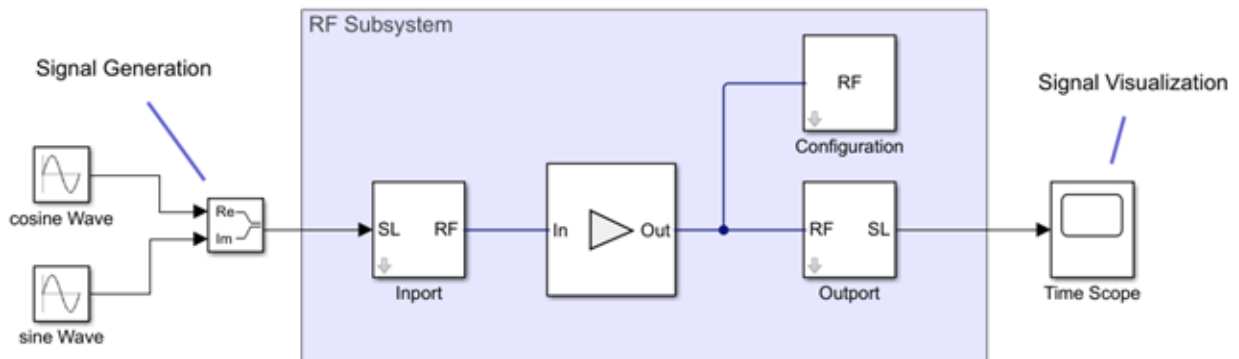 RF Subsystem
Signal Generation
Signal Visualization
RF
Configuration
cosine Wave
Re
Im
SL RF
Inport
In Out
RF SL
Outport
Time Scope
sine Wave